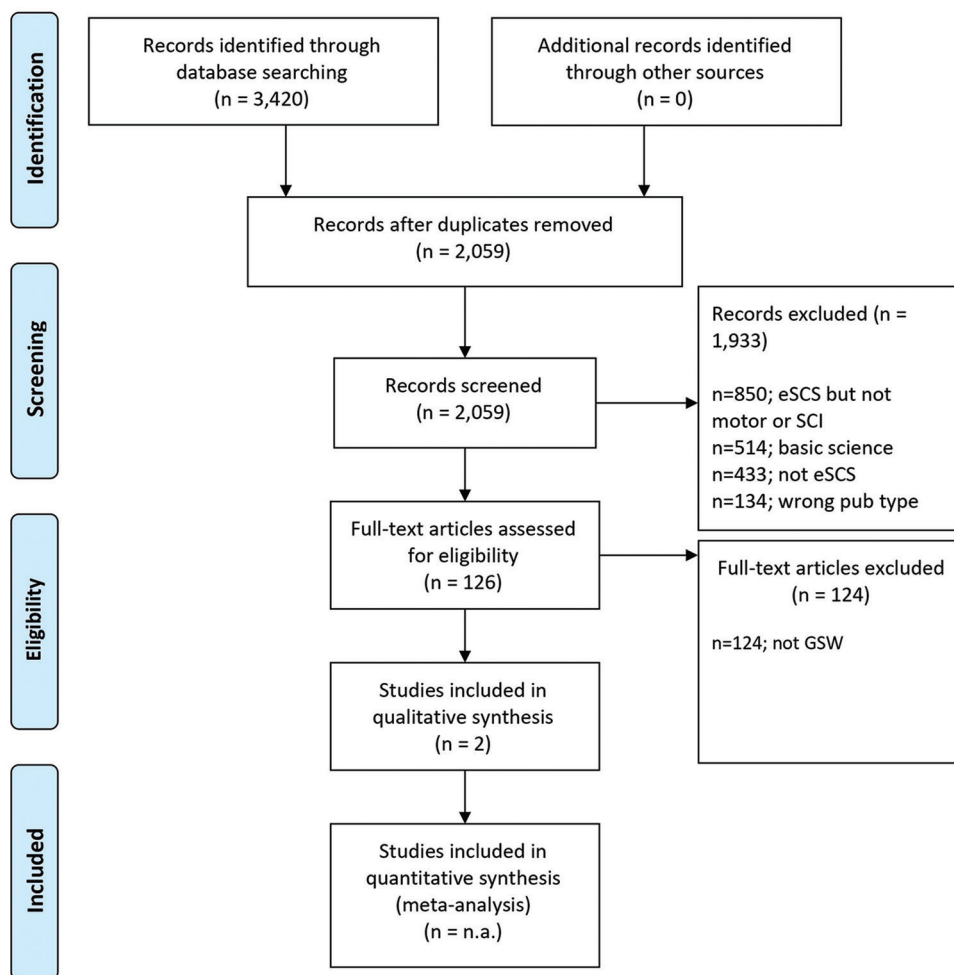 Identification
Records identified through
database searching
(n = 3,420)
Additional records identified
through other sources
(n = 0)
Records after duplicates removed
(n = 2,059)
Screening
Records screened
(n = 2,059)
Records excluded (n =
1,933)
n=850; eSCS but not
motor or SCI
n=514; basic science
n=433; not eSCS
n=134; wrong pub type
Eligibility
Full-text articles assessed
for eligibility
(n = 126)
Full-text articles excluded
(n = 124)
n=124; not GSW
Studies included in
qualitative synthesis
(n = 2)
Included
Studies included in
quantitative synthesis
(meta-analysis)
(n = n.a.)